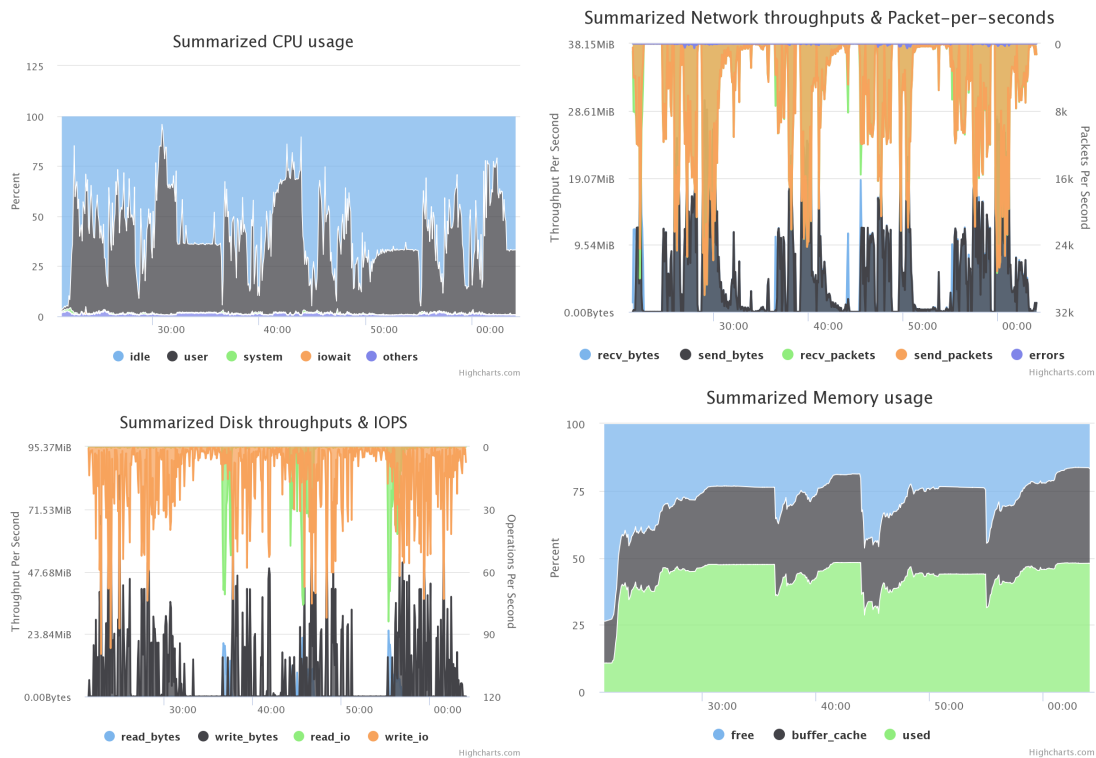 Summarized CPU usage
125
100
75
50
25
0
Percent
30:00 40:00 50:00 00:00
idle user system iowait others
Highcharts.com
Summarized Network throughputs & Packet-per-seconds
38.15MiB
28.61MiB
19.07MiB
9.54MiB
0.00Bytes
Throughput Per Second
0
8k
16k
24k
32k
Packets Per Second
30:00 40:00 50:00 00:00
recv_bytes send_bytes recv_packets send_packets errors
Highcharts.com
Summarized Disk throughputs & IOPS
95.37MiB
71.53MiB
47.68MiB
23.84MiB
0.00Bytes
Throughput Per Second
0
30
60
90
120
Operations Per Second
30:00 40:00 50:00 00:00
read_bytes write_bytes read_io write_io
Highcharts.com
Summarized Memory usage
100
75
50
25
0
Percent
30:00 40:00 50:00 00:00
free buffer_cache used
Highcharts.com